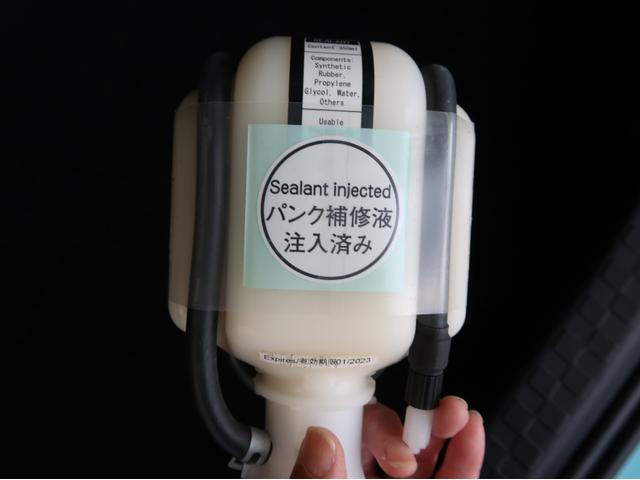 Content: 350ml
Components:
Synthetic
Rubber,
Propylene
Glycol, Water,
Others
Usable
Sealant injected
パンク補修液
注入済み
Expires/有効期限01/2023